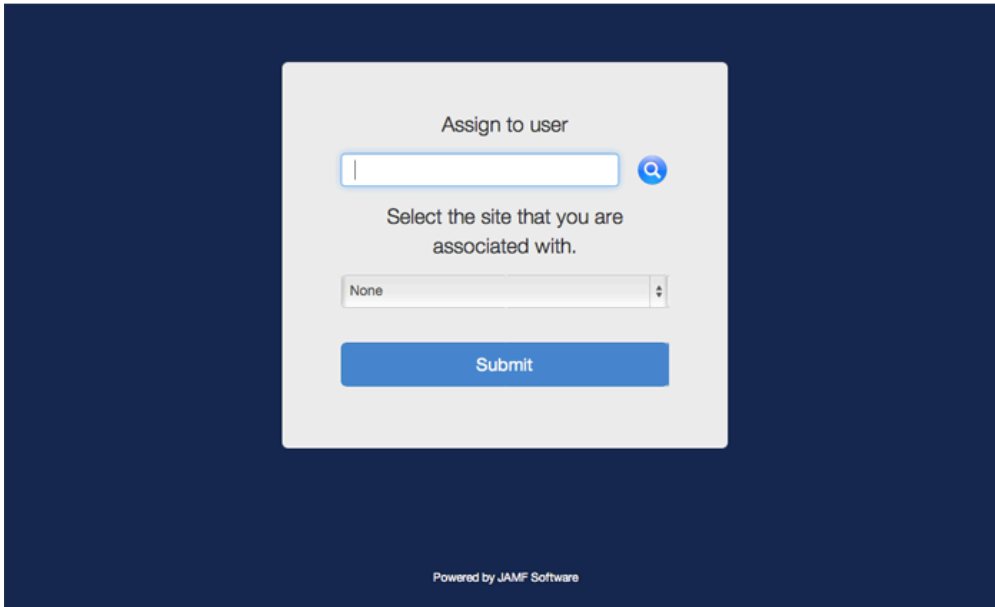 Assign to user
Select the site that you are
associated with.
None
Submit
Powered by JAMF Software